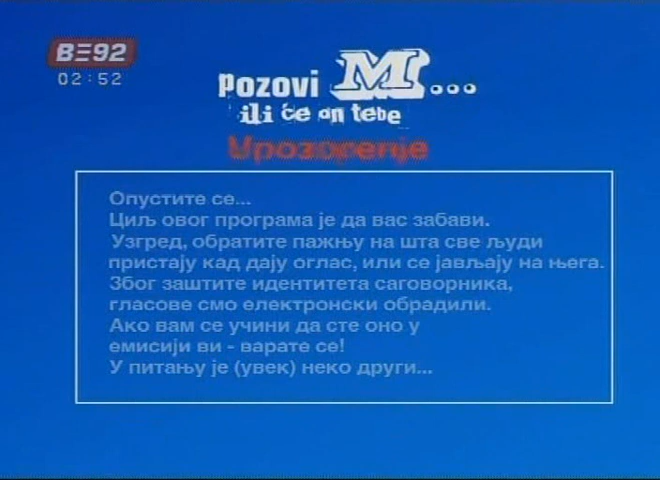 B92
02:52
pozovi M...
ili će on tebe
Upozorenje
Опустите се...
Циљ овог програма је да вас забави.
Узгред, обратите пажњу на шта све људи
пристају кад дају оглас, или се јављају на њега.
Због заштите идентитета саговорника,
гласове смо електронски обрадили.
Ако вам се учини да сте оно у
емисији ви - варате се!
У питању је (увек) неко други...